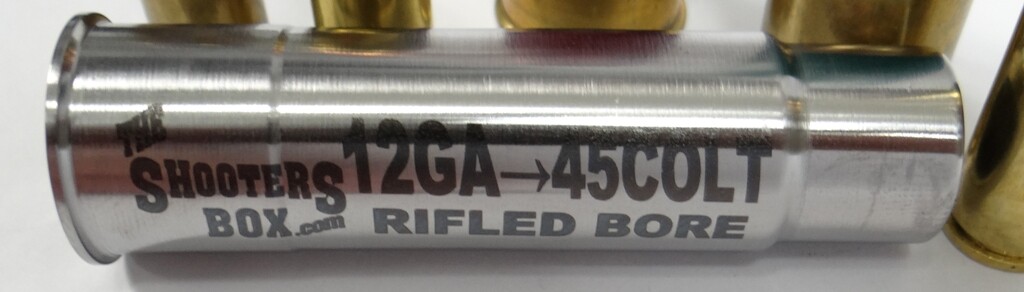 THE
SHOOTERS
BOX.com
12GA→45COLT
RIFLED BORE